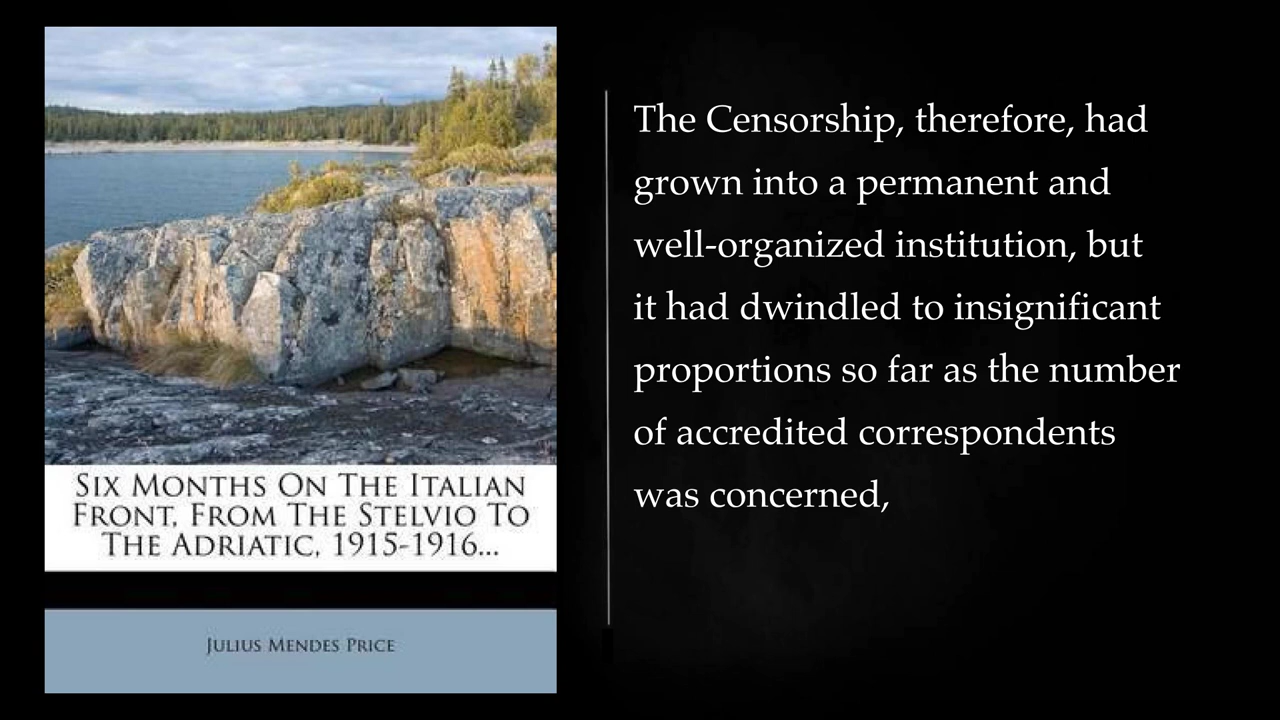 Six Months On The Italian
Front, From The Stelvio To
The Adriatic, 1915-1916...
Julius Mendes Price
The Censorship, therefore, had
grown into a permanent and
well-organized institution, but
it had dwindled to insignificant
proportions so far as the number
of accredited correspondents
was concerned,